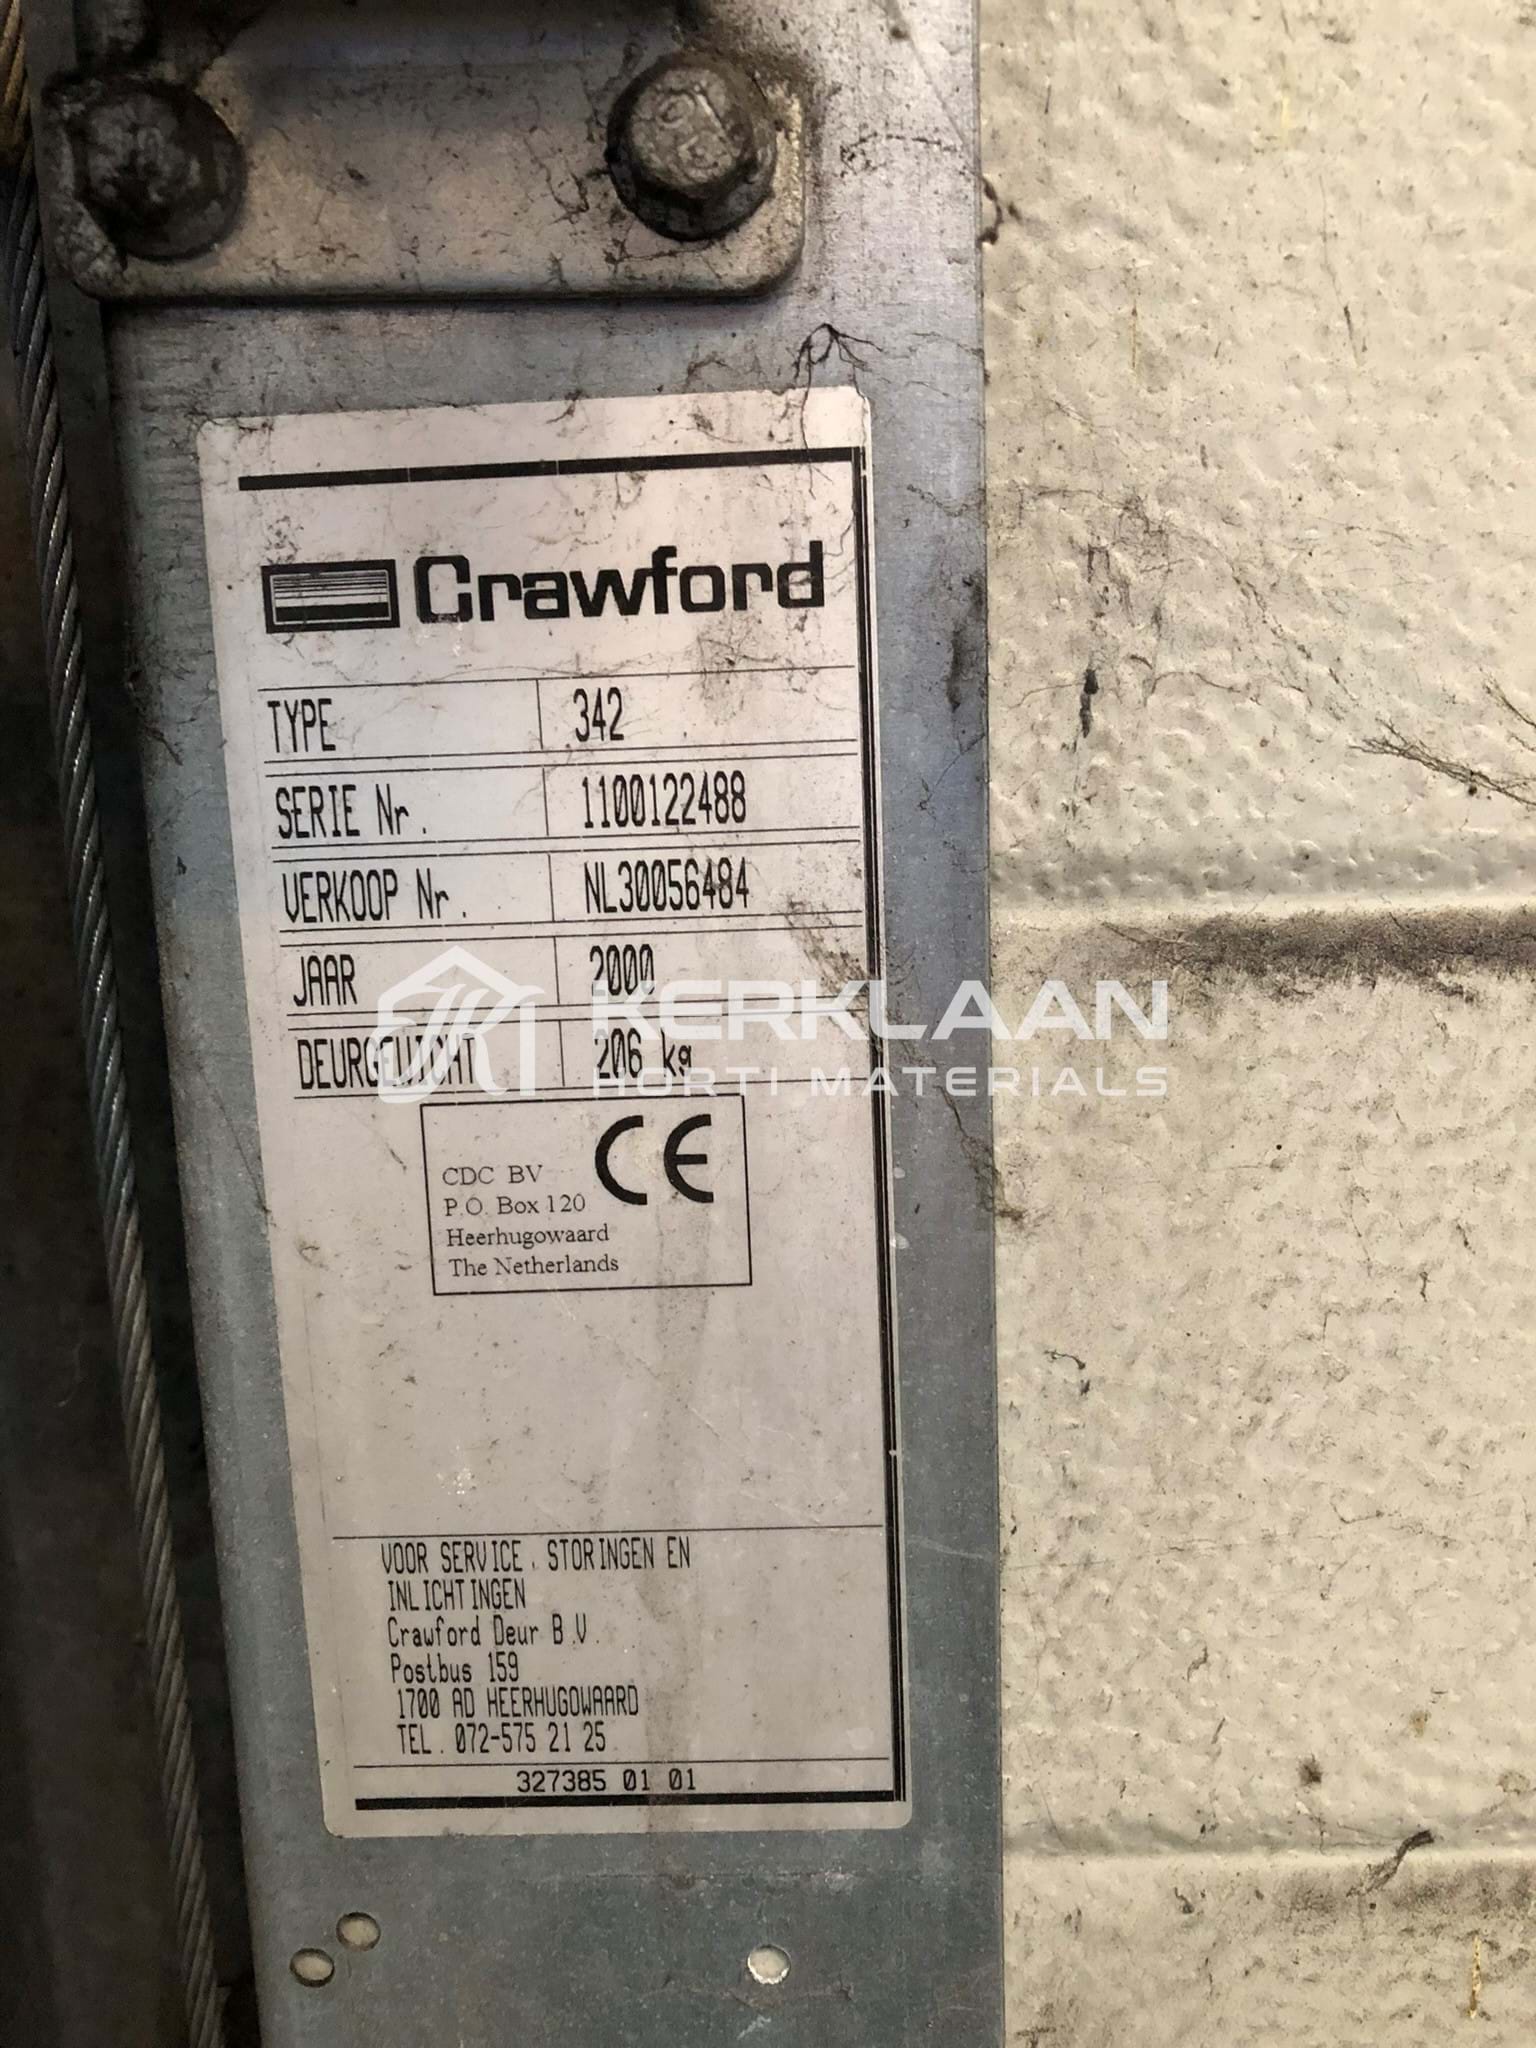 Crawford
TYPE 342
SERIE Nr. 1100122488
VERKOOP Nr. NL30056484
JAAR 2000
DEURGEWICHT 206 kg
KERKLAAN
HORTI MATERIALS
CE
CDC BV
P.O. Box 120
Heerhugowaard
The Netherlands
VOOR SERVICE, STORINGEN EN
INLICHTINGEN
Crawford Deur B.V.
Postbus 159
1700 AD HEERHUGOWAARD
TEL. 072-575 21 25
327385 01 01